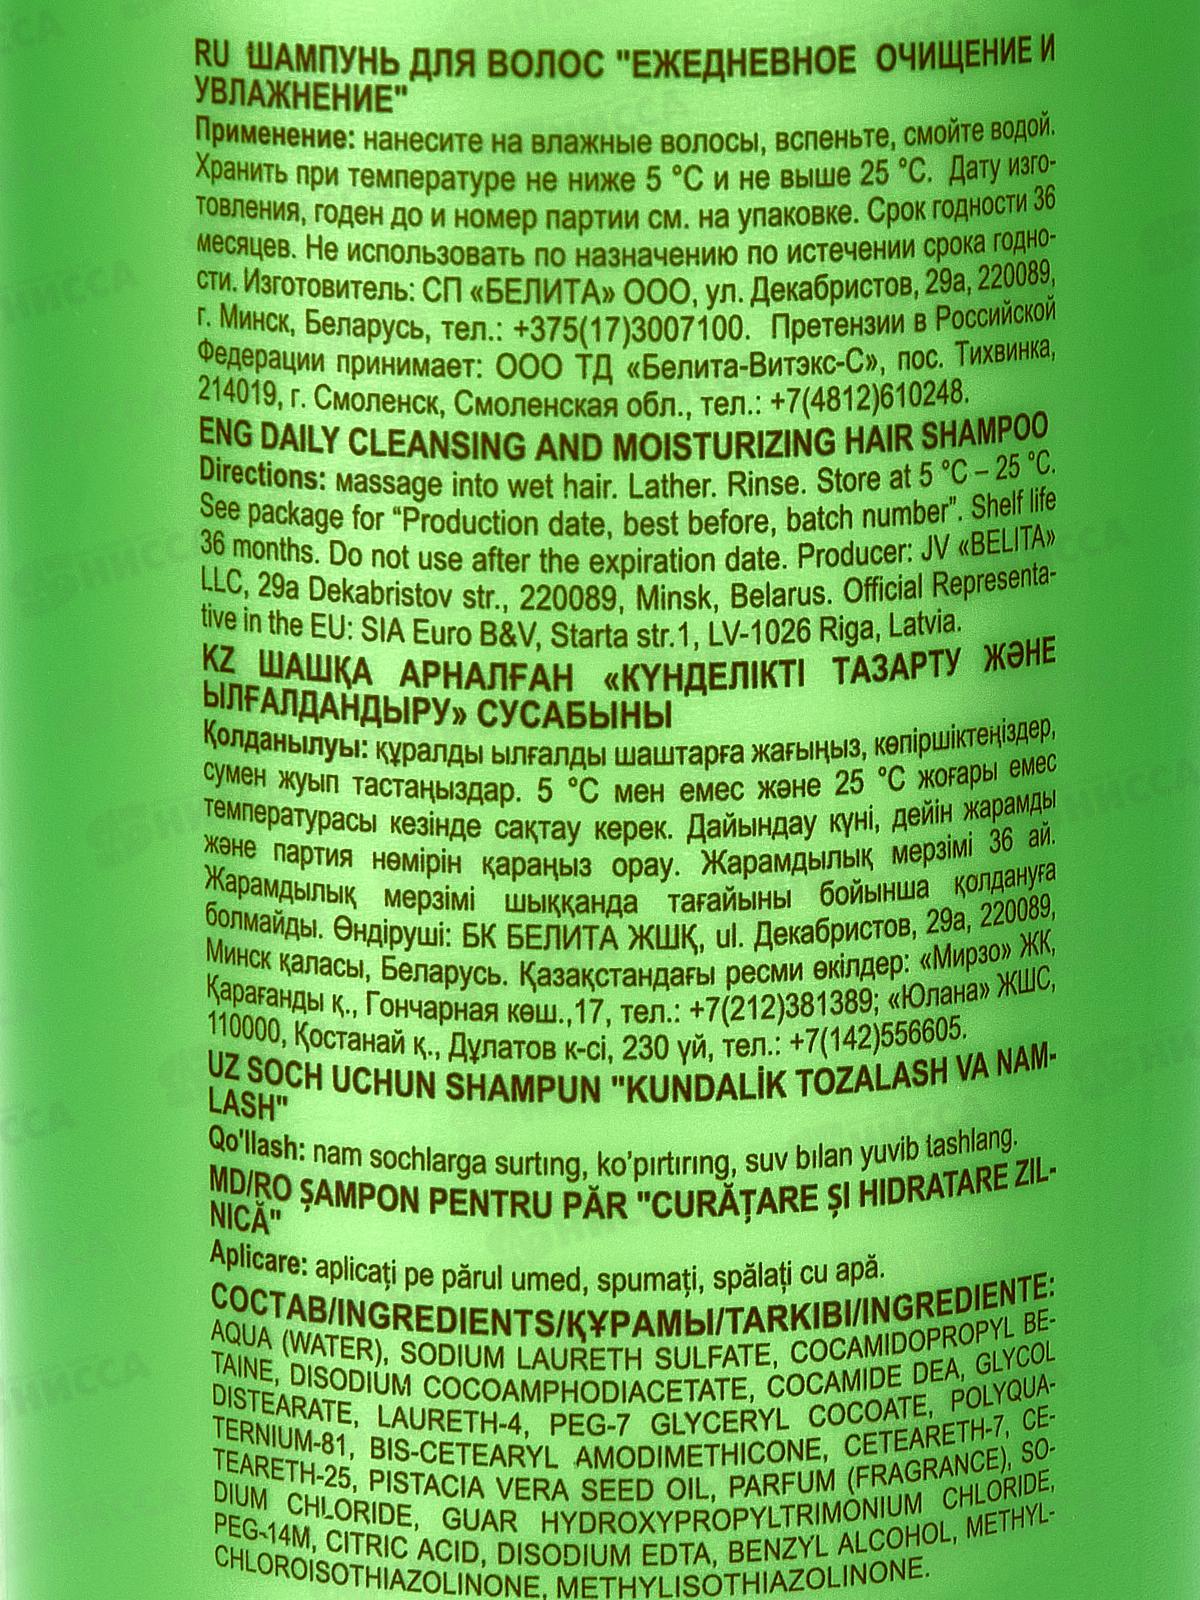 RU ШАМПУНЬ ДЛЯ ВОЛОС "ЕЖЕДНЕВНОЕ ОЧИЩЕНИЕ И
УВЛАЖНЕНИЕ"
Применение: нанесите на влажные волосы, вспеньте, смойте водой.
Хранить при температуре не ниже 5 °С и не выше 25 °С. Дату изго-
товления, годен до и номер партии см. на упаковке. Срок годности 36
месяцев. Не использовать по назначению по истечении срока годно-
сти. Изготовитель: СП «БЕЛИТА» ООО, ул. Декабристов, 29а, 220089,
г. Минск, Беларусь, тел.: +375(17)3007100. Претензии в Российской
Федерации принимает: ООО ТД «Белита-Витэкс-С», пос. Тихвинка,
214019, г. Смоленск, Смоленская обл., тел.: +7(4812)610248.
ENG DAILY CLEANSING AND MOISTURIZING HAIR SHAMPOO
Directions: massage into wet hair. Lather. Rinse. Store at 5 °C – 25 °C.
See package for “Production date, best before, batch number”. Shelf life
36 months. Do not use after the expiration date. Producer: JV «BELITA»
LLC, 29a Dekabristov str., 220089, Minsk, Belarus. Official Representa-
tive in the EU: SIA Euro B&V, Starta str.1, LV-1026 Riga, Latvia.
KZ ШАШҚА АРНАЛҒАН «КҮНДЕЛІКТІ ТАЗАРТУ ЖӘНЕ
ЫЛҒАЛДАНДЫРУ» СУСАБЫНЫ
Қолданылуы: құралды ылғалды шаштарға жағыңыз, көпіршіктеңіздер,
сумен жуып тастаңыздар. 5 °С мен емес және 25 °С жоғары емес
температурасы кезінде сақтау керек. Дайындау күні, дейін жарамды
және партия нөмірін қараңыз орау. Жарамдылық мерзімі 36 ай.
Жарамдылық мерзімі шыққанда тағайыны бойынша қолдануға
болмайды. Өндіруші: БК БЕЛИТА ЖШҚ, ul. Декабристов, 29а, 220089,
Минск қаласы, Беларусь. Қазақстандағы ресми өкілдер: «Мирзо» ЖК,
Қарағанды қ., Гончарная көш.,17, тел.: +7(212)381389; «Юлана» ЖШС,
110000, Қостанай қ., Дұлатов к-сі, 230 үй, тел.: +7(142)556605.
UZ SOCH UCHUN SHAMPUN "KUNDALİK TOZALASH VA NAM-
LASH"
Qo'llash: nam sochlarga surtıng, ko’pırtırıng, suv bılan yuvib tashlang.
MD/RO ȘAMPON PENTRU PĂR "CURĂȚARE ȘI HIDRATARE ZIL-
NICĂ"
Aplicare: aplicați pe părul umed, spumați, spălați cu apă.
СОСТАВ/INGREDIENTS/ҚҰРАМЫ/TARKIBI/INGREDIENTE:
AQUA (WATER), SODIUM LAURETH SULFATE, COCAMIDOPROPYL BE-
TAINE, DISODIUM COCOAMPHODIACETATE, COCAMIDE DEA, GLYCOL
DISTEARATE, LAURETH-4, PEG-7 GLYCERYL COCOATE, POLYQUA-
TERNIUM-81, BIS-CETEARYL AMODIMETHICONE, CETEARETH-7, CE-
TEARETH-25, PISTACIA VERA SEED OIL, PARFUM (FRAGRANCE), SO-
DIUM CHLORIDE, GUAR HYDROXYPROPYLTRIMONIUM CHLORIDE,
PEG-14M, CITRIC ACID, DISODIUM EDTA, BENZYL ALCOHOL, METHYL-
CHLOROISOTHIAZOLINONE, METHYLISOTHIAZOLINONE.